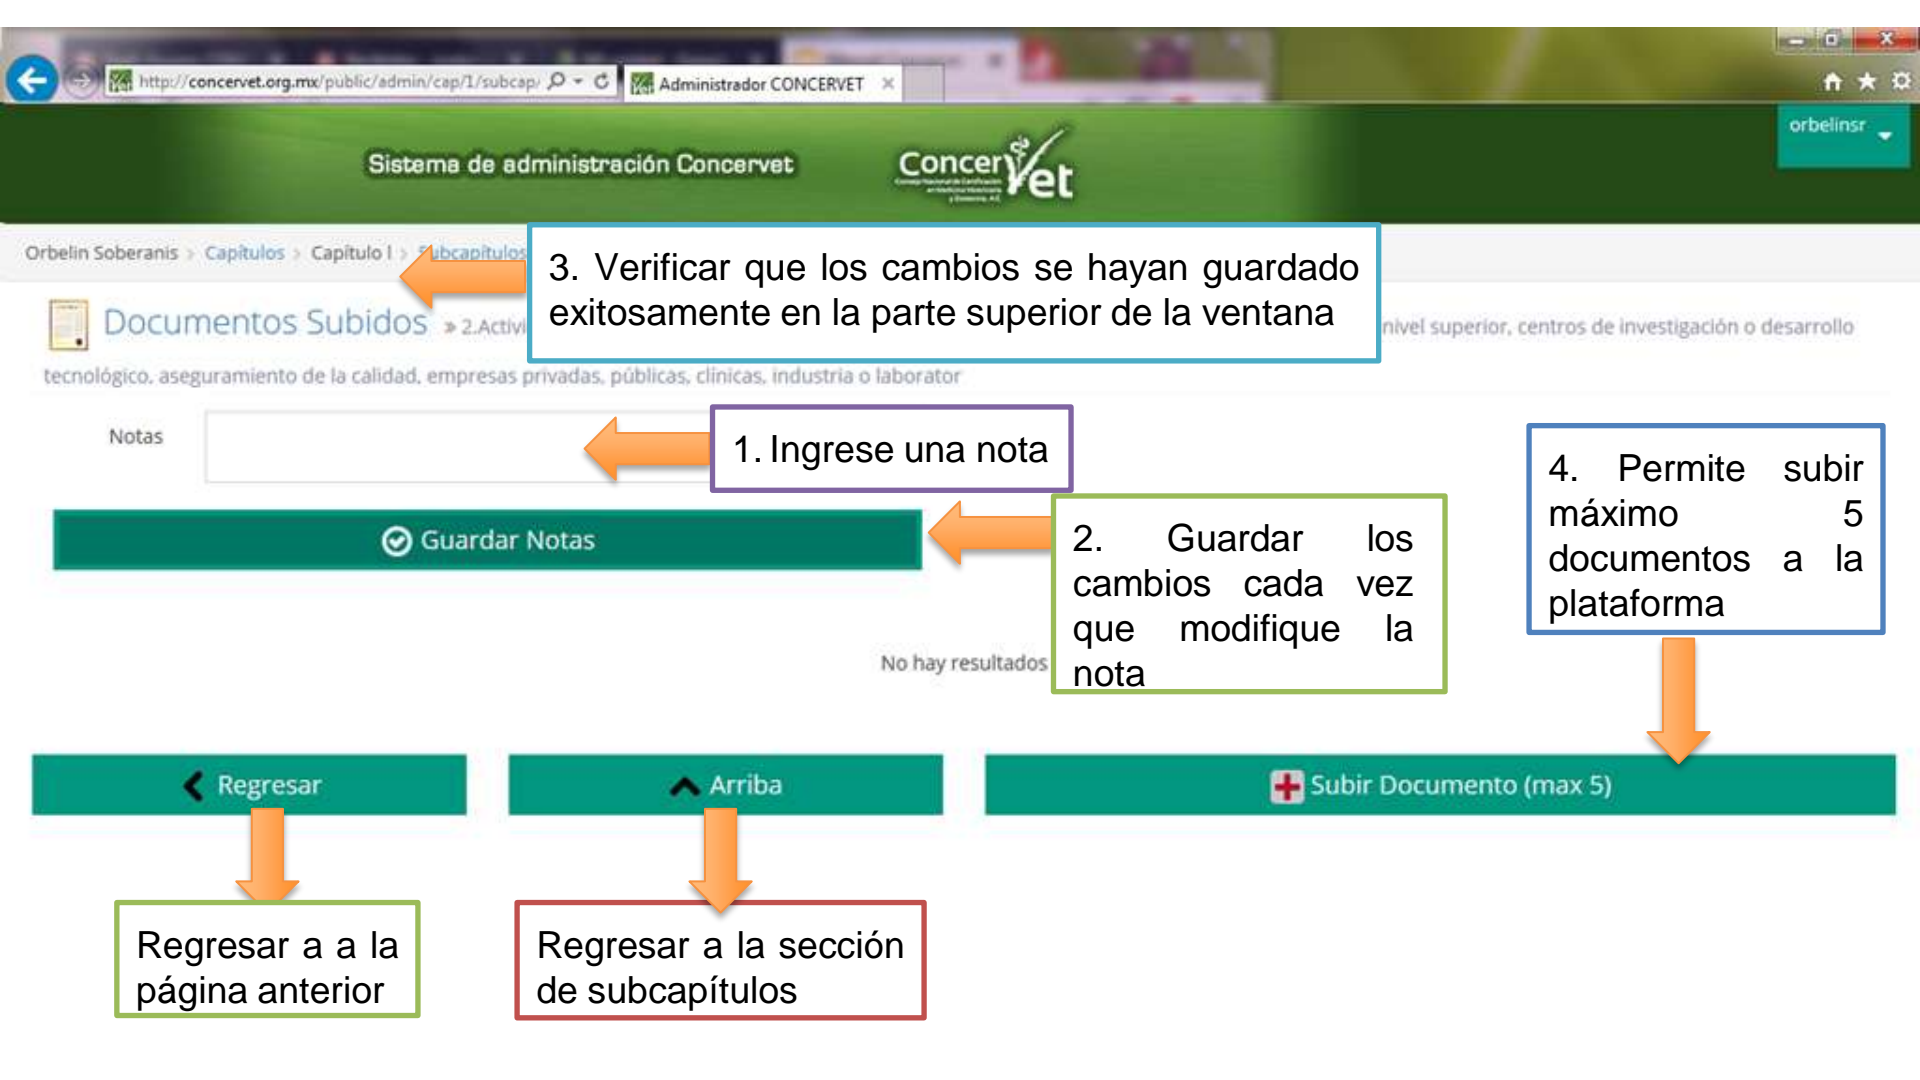 http://concervet.org.mx/public/admin/cap/1/subcap/
Administrador CONCERVET
orbelinsr
Sistema de administración Concervet
ConcerVet
Orbelin Soberanis > Capítulos > Capítulo I > Subcapítulos
3. Verificar que los cambios se hayan guardado
exitosamente en la parte superior de la ventana
Documentos Subidos » 2.Activi
nivel superior, centros de investigación o desarrollo
tecnológico, aseguramiento de la calidad, empresas privadas, públicas, clínicas, industria o laborator
Notas
1. Ingrese una nota
Guardar Notas
2. Guardar los
cambios cada vez
que modifique la
nota
4. Permite subir
máximo 5
documentos a la
plataforma
No hay resultados
Regresar
Arriba
Subir Documento (max 5)
Regresar a a la
página anterior
Regresar a la sección
de subcapítulos